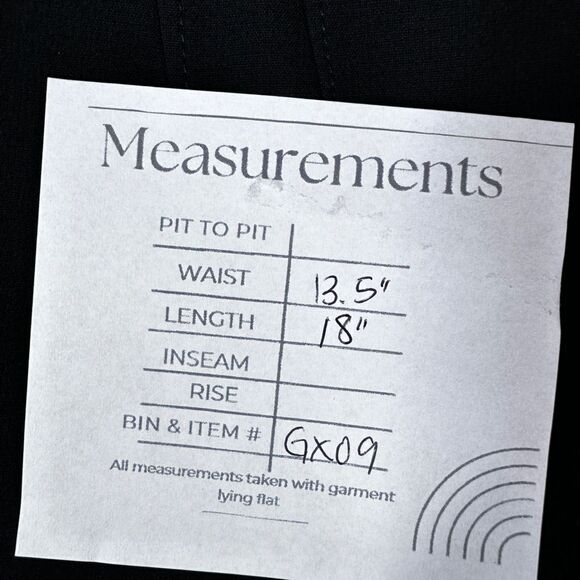 Measurements
PIT TO PIT
WAIST 13.5"
LENGTH 18"
INSEAM
RISE
BIN & ITEM # GX09
All measurements taken with garment
lying flat